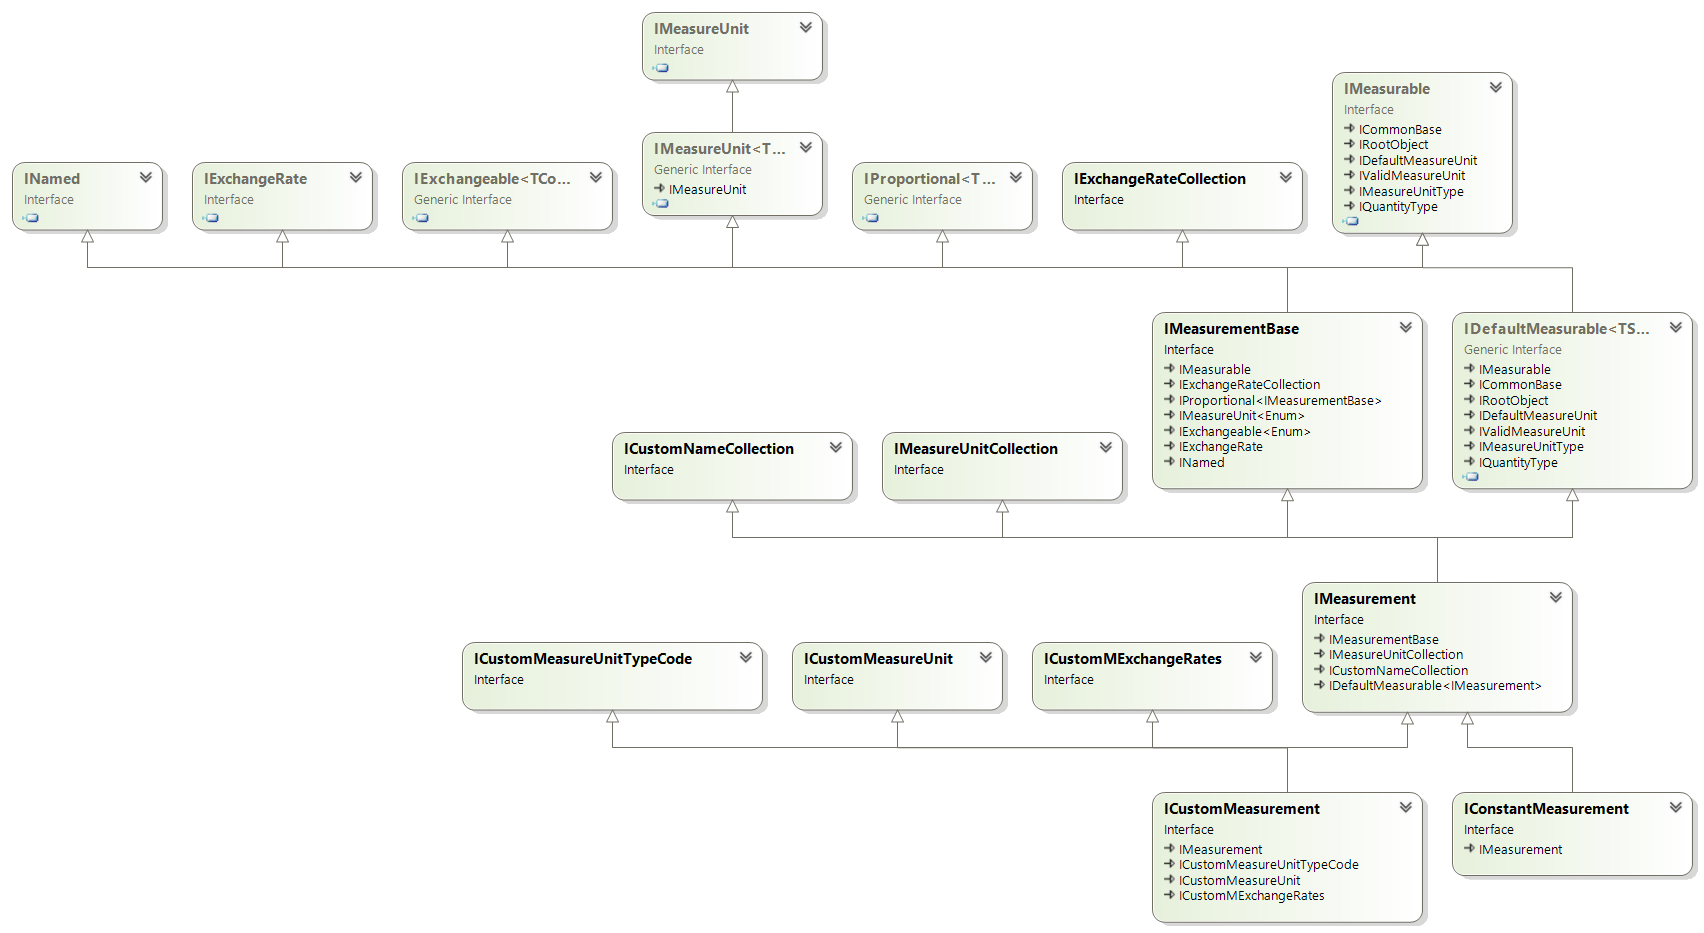 IMeasureUnit
Interface
IMeasurable
Interface
ICommonBase
IRootObject
IDefaultMeasureUnit
IValidMeasureUnit
IMeasureUnitType
IQuantityType
IMeasureUnit<T...
Generic Interface
IMeasureUnit
INamed
Interface
IExchangeRate
Interface
IExchangeable<TCo...
Generic Interface
IProportional<T...
Generic Interface
IExchangeRateCollection
Interface
IMeasurementBase
Interface
IMeasurable
IExchangeRateCollection
IProportional<IMeasurementBase>
IMeasureUnit<Enum>
IExchangeable<Enum>
IExchangeRate
INamed
IDefaultMeasurable<TS...
Generic Interface
IMeasurable
ICommonBase
IRootObject
IDefaultMeasureUnit
IValidMeasureUnit
IMeasureUnitType
IQuantityType
ICustomNameCollection
Interface
IMeasureUnitCollection
Interface
IMeasurement
Interface
IMeasurementBase
IMeasureUnitCollection
ICustomNameCollection
IDefaultMeasurable<IMeasurement>
ICustomMeasureUnitTypeCode
Interface
ICustomMeasureUnit
Interface
ICustomMExchangeRates
Interface
ICustomMeasurement
Interface
IMeasurement
ICustomMeasureUnitTypeCode
ICustomMeasureUnit
ICustomMExchangeRates
IConstantMeasurement
Interface
IMeasurement